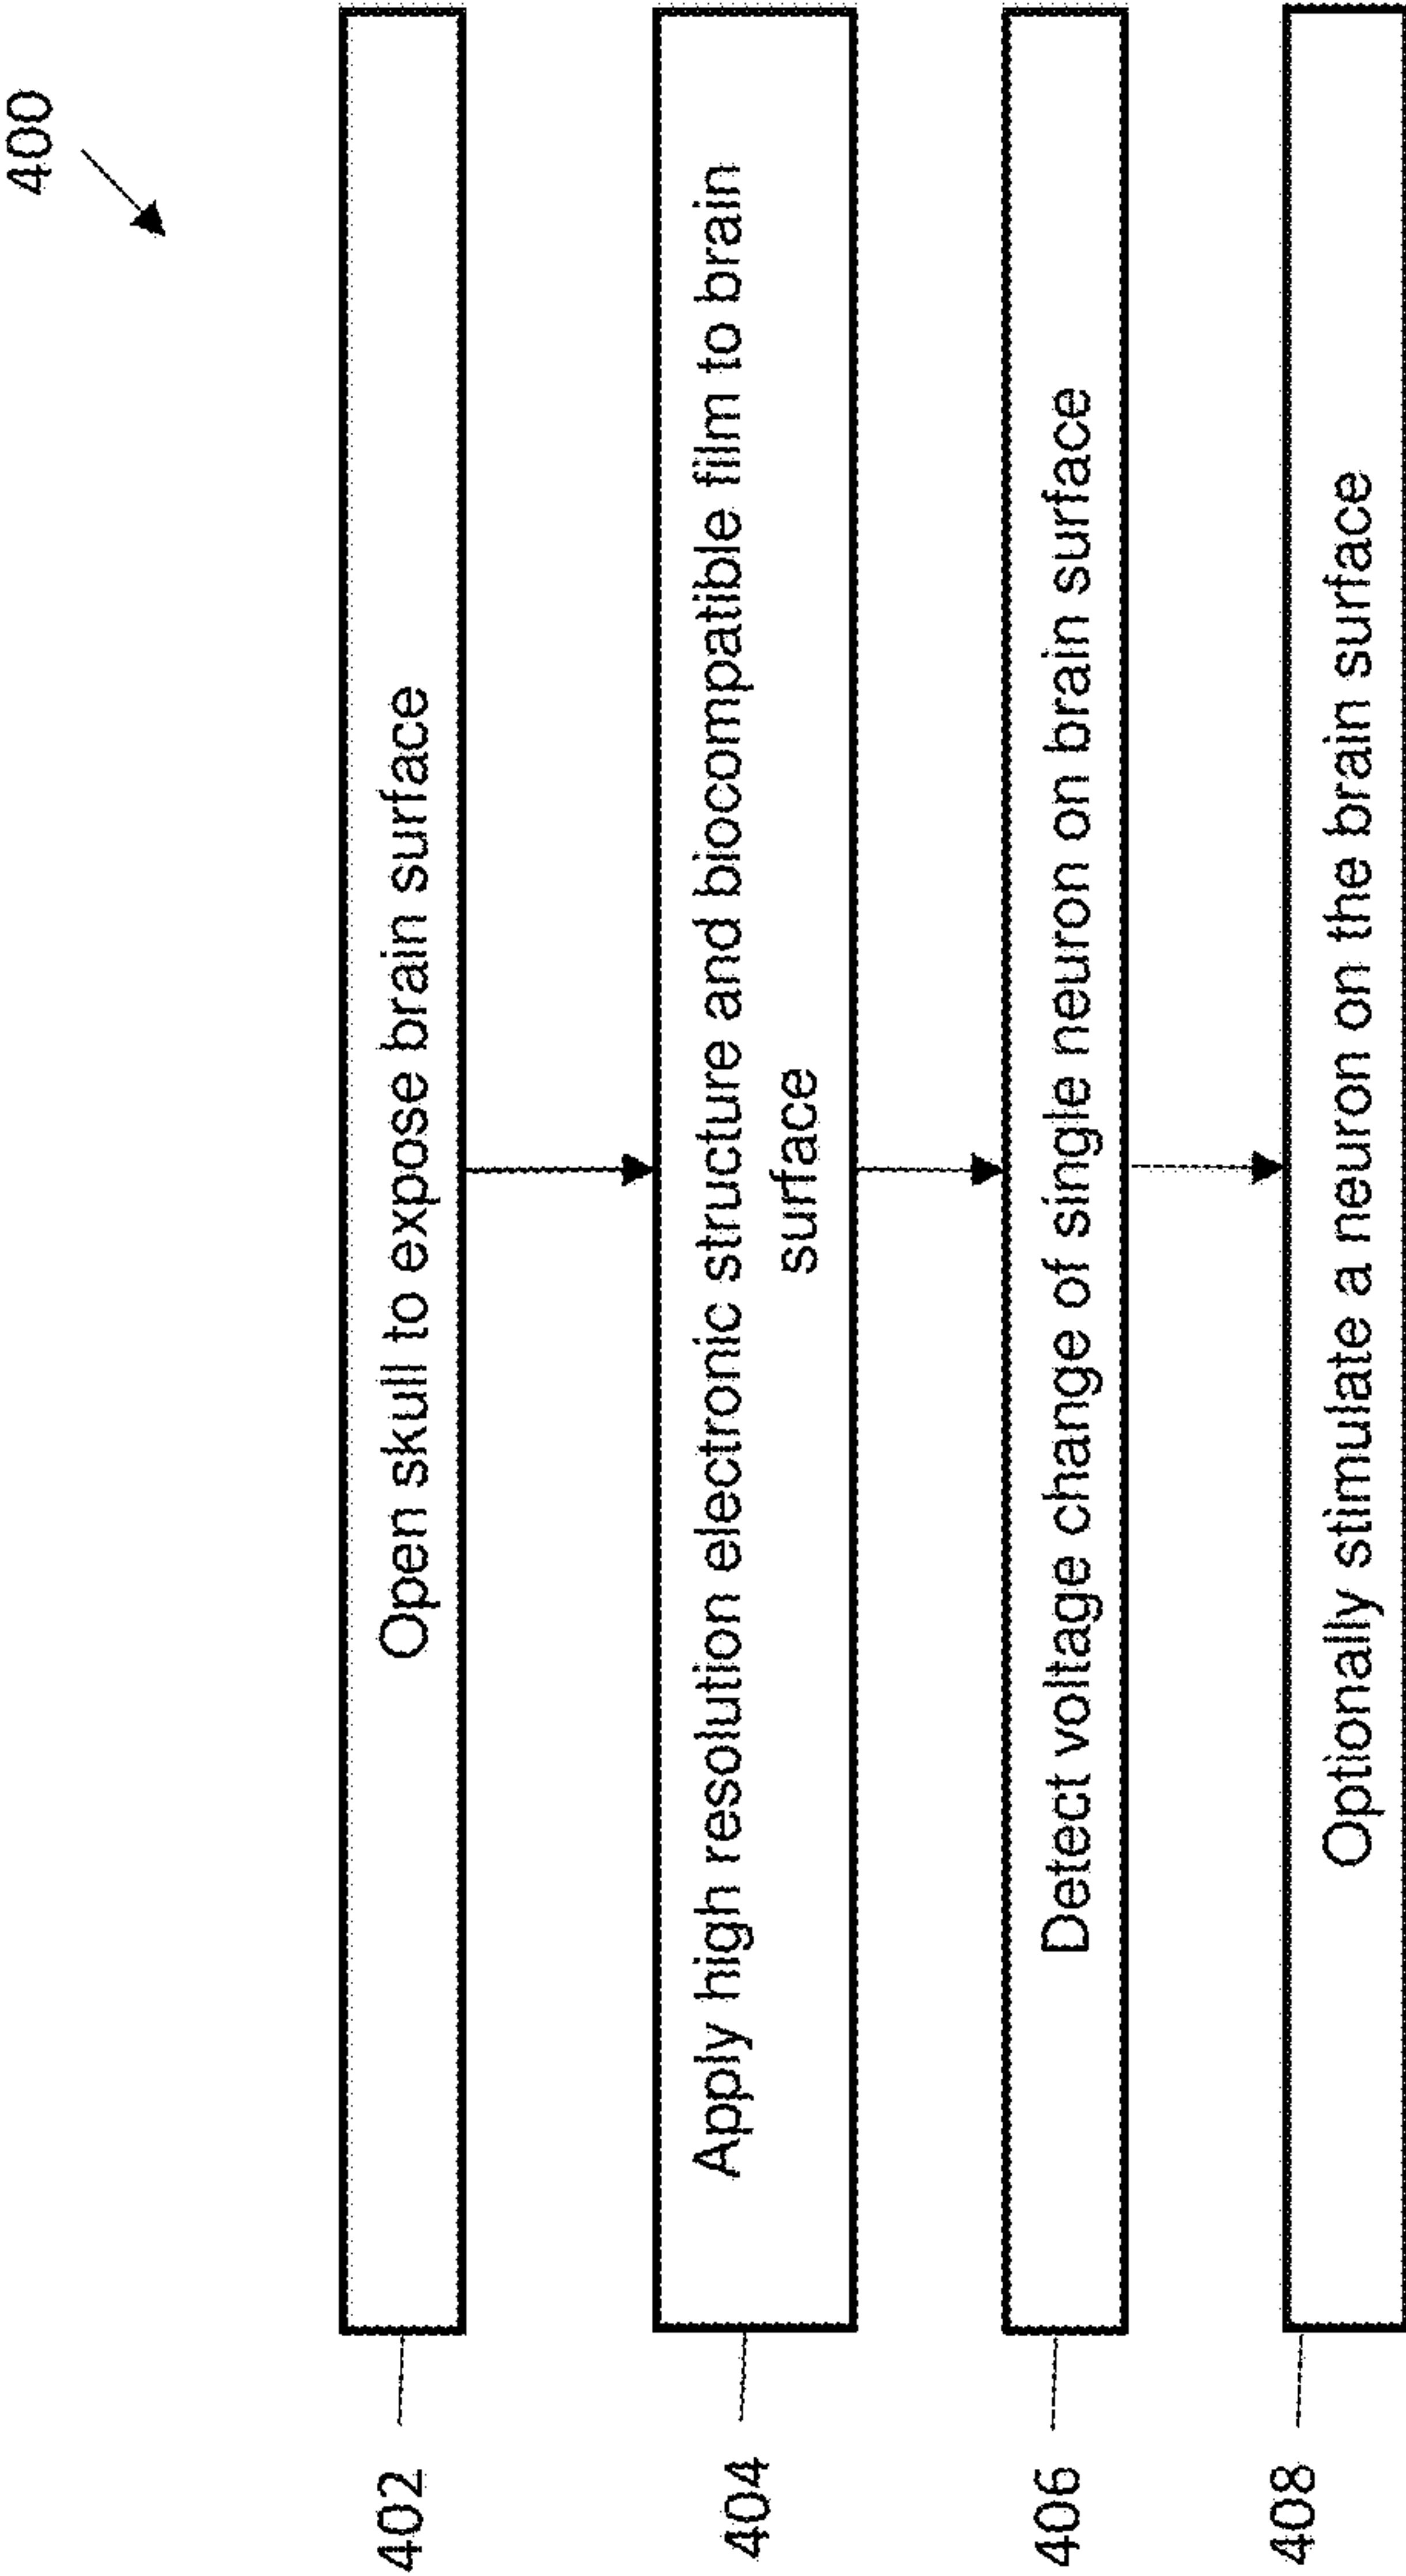 400
402
Open skull to expose brain surface
404
Apply high resolution electronic structure and biocompatible film to brain
surface
406
Detect voltage change of single neuron on brain surface
408
Optionally stimulate a neuron on the brain surface